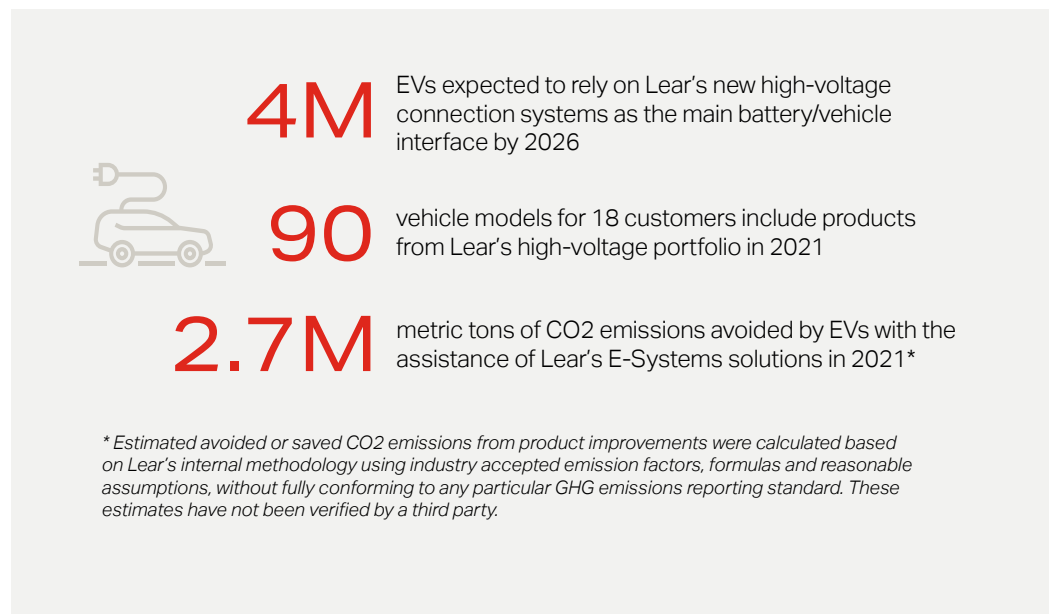 4M
EVs expected to rely on Lear's new high-voltage
connection systems as the main battery/vehicle
interface by 2026
90
vehicle models for 18 customers include products
from Lear's high-voltage portfolio in 2021
2.7M
metric tons of CO2 emissions avoided by EVs with the
assistance of Lear's E-Systems solutions in 2021*
* Estimated avoided or saved CO2 emissions from product improvements were calculated based
on Lear's internal methodology using industry accepted emission factors, formulas and reasonable
assumptions, without fully conforming to any particular GHG emissions reporting standard. These
estimates have not been verified by a third party.